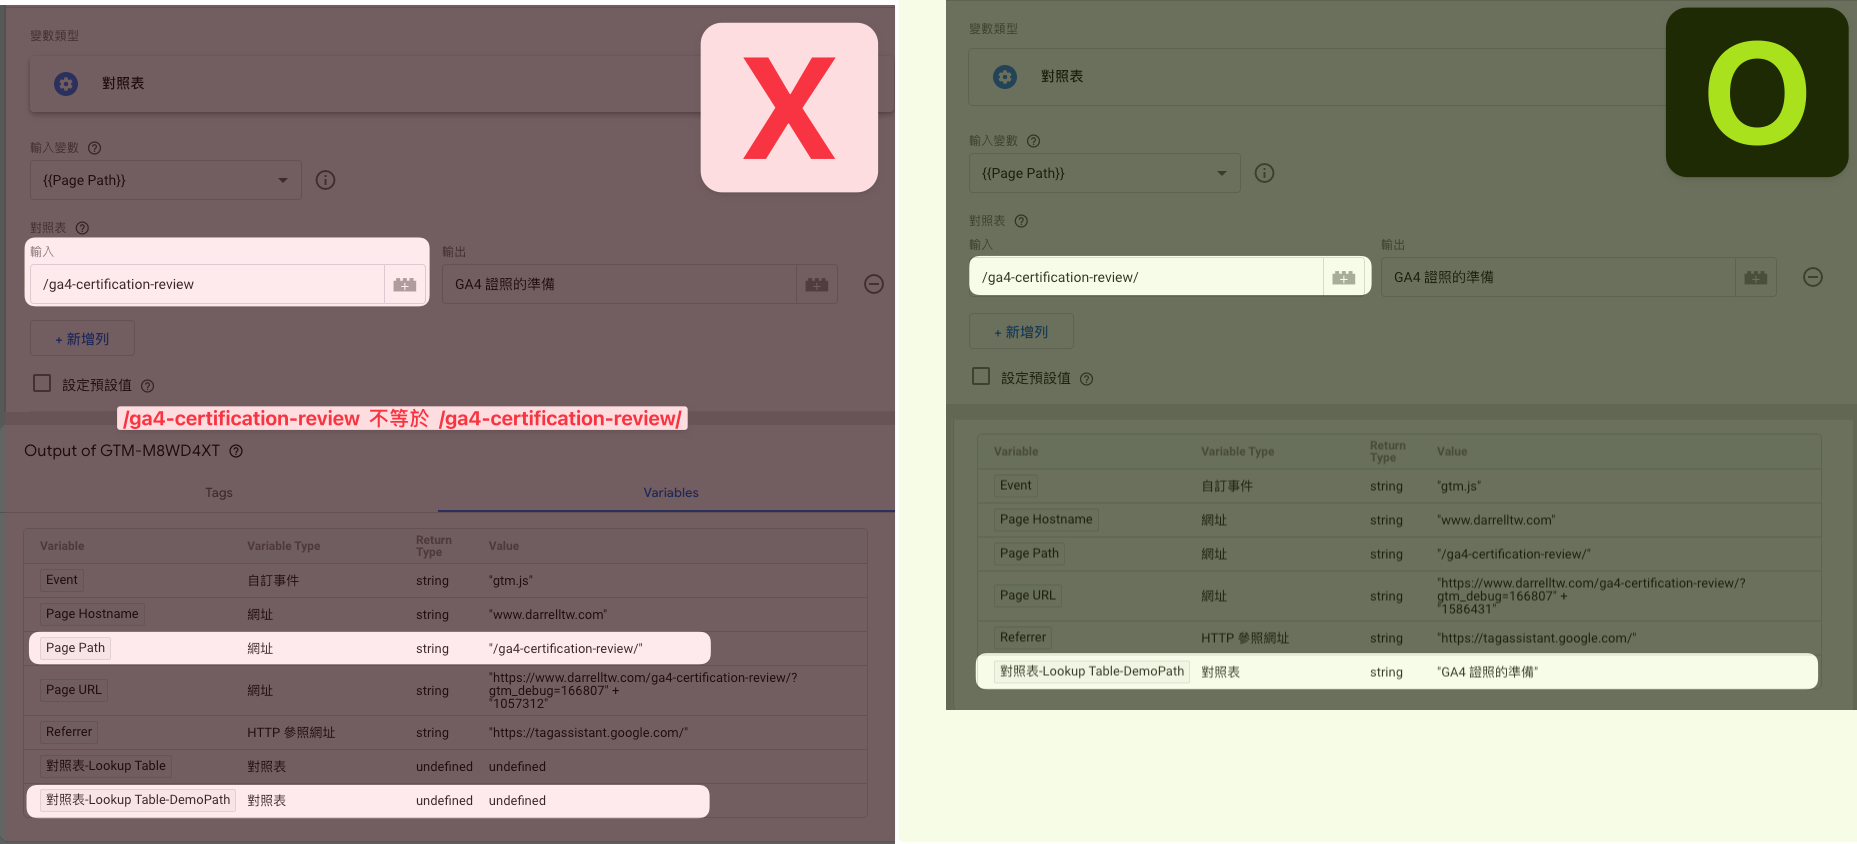 變數類型
對照表
X
輸入變數
{{Page Path}}
對照表
輸入 輸出
/ga4-certification-review GA4 證照的準備
+ 新增列
設定預設值
/ga4-certification-review 不等於 /ga4-certification-review/
Output of GTM-M8WD4XT
Tags Variables
Variable Variable Type Return Type Value
Event 自訂事件 string "gtm.js"
Page Hostname 網址 string "www.darrelltw.com"
Page Path 網址 string "/ga4-certification-review/"
Page URL 網址 string "https://www.darrelltw.com/ga4-certification-review/?
gtm_debug=166807" +
"1057312"
Referrer HTTP 參照網址 string "https://tagassistant.google.com/"
對照表-Lookup Table 對照表 undefined undefined
對照表-Lookup Table-DemoPath 對照表 undefined undefined
變數類型
對照表
O
輸入變數
{{Page Path}}
對照表
輸入 輸出
/ga4-certification-review/ GA4 證照的準備
+ 新增列
設定預設值
Variable Variable Type Return Type Value
Event 自訂事件 string "gtm.js"
Page Hostname 網址 string "www.darrelltw.com"
Page Path 網址 string "/ga4-certification-review/"
Page URL 網址 string "https://www.darrelltw.com/ga4-certification-review/?
gtm_debug=166807" +
"1586431"
Referrer HTTP 參照網址 string "https://tagassistant.google.com/"
對照表-Lookup Table-DemoPath 對照表 string "GA4 證照的準備"